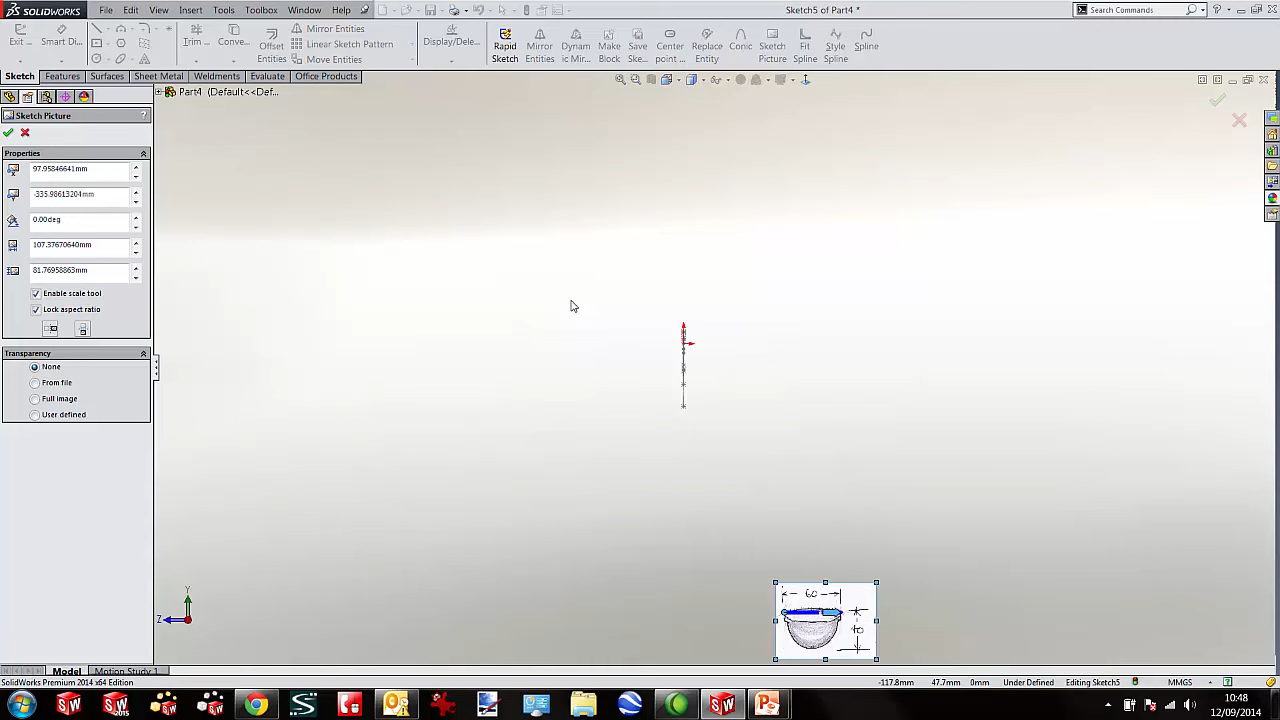 SOLIDWORKS File Edit View Insert Tools Toolbox Window Help Sketch5 of Part4 * Search Commands
Exit ... Smart Di... Trim ... Conve... Offset Entities Mirror Entities Linear Sketch Pattern Move Entities Display/Dele... Rapid Sketch Mirror Entities Dynam ic Mir... Make Block Save Ske... Center point ... Replace Entity Conic Sketch Picture Fit Spline Style Spline Spline
Sketch Features Surfaces Sheet Metal Weldments Evaluate Office Products
Part4 (Default<<Def...
Sketch Picture ?
Properties
97.95846641mm
-335.98613204mm
0.00deg
107.37670640mm
81.76958863mm
Enable scale tool
Lock aspect ratio
Transparency
None
From file
Full image
User defined
Y
Z
60
40
Model Motion Study 1
SolidWorks Premium 2014 x64 Edition -117.8mm 47.7mm 0mm Under Defined Editing Sketch5 MMGS
10:48
12/09/2014